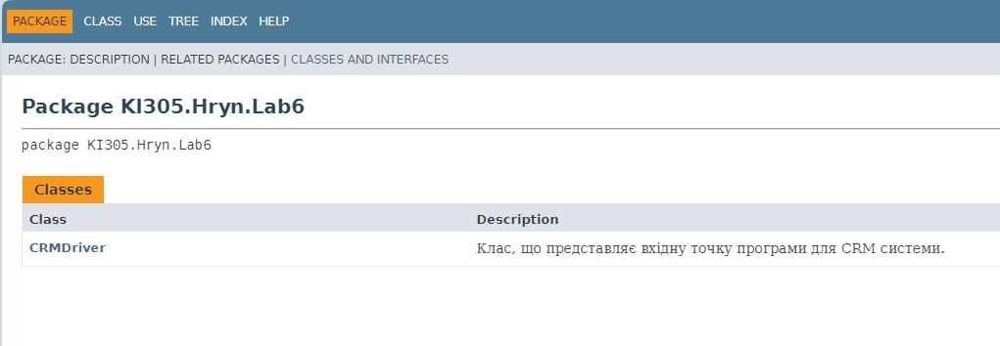 PACKAGE CLASS USE TREE INDEX HELP
PACKAGE: DESCRIPTION | RELATED PACKAGES | CLASSES AND INTERFACES
Package KI305.Hryn.Lab6
package KI305.Hryn.Lab6
Classes
Class Description
CRMDriver Клас, що представляє вхідну точку програми для CRM системи.